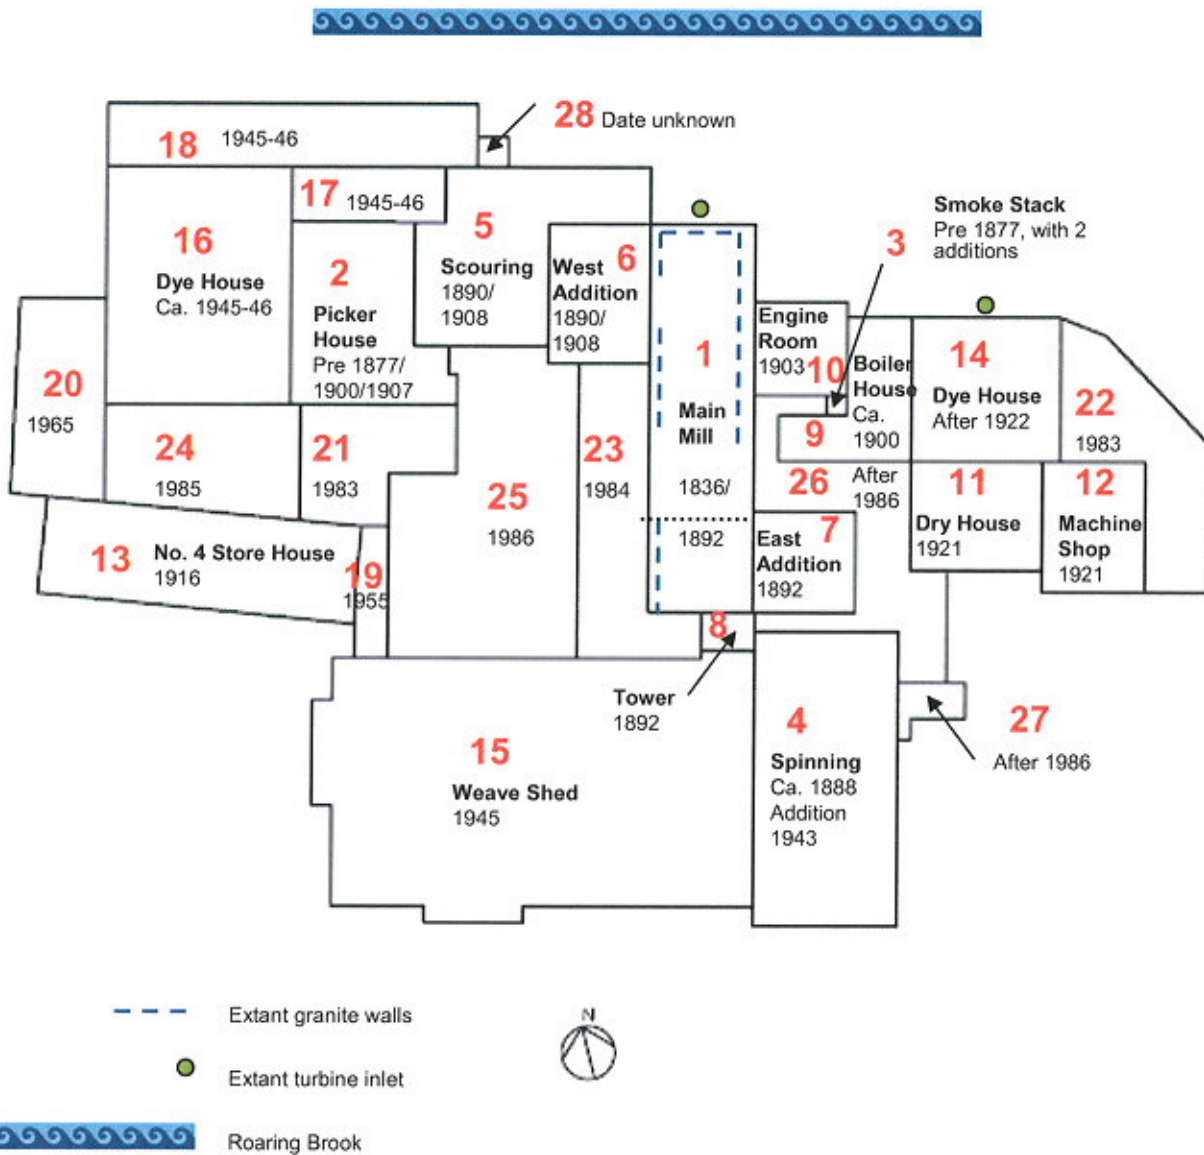 28 Date unknown
18 1945-46
17 1945-46
Smoke Stack
3 Pre 1877, with 2
additions
16
Dye House
Ca. 1945-46
2
Picker
House
Pre 1877/
1900/1907
5
Scouring
1890/
1908
6
West
Addition
1890/
1908
1
Main
Mill
1836/
1892
Engine
Room
1903
10
Boiler
House
Ca.
1900
9
14
Dye House
After 1922
22
1983
20
1965
24
1985
21
1983
25
1986
23
1984
26 After
1986
11
Dry House
1921
12
Machine
Shop
1921
7
East
Addition
1892
13 No. 4 Store House
1916
19
1955
8
Tower
1892
15
Weave Shed
1945
4
Spinning
Ca. 1888
Addition
1943
27
After 1986
Extant granite walls
N
Extant turbine inlet
Roaring Brook